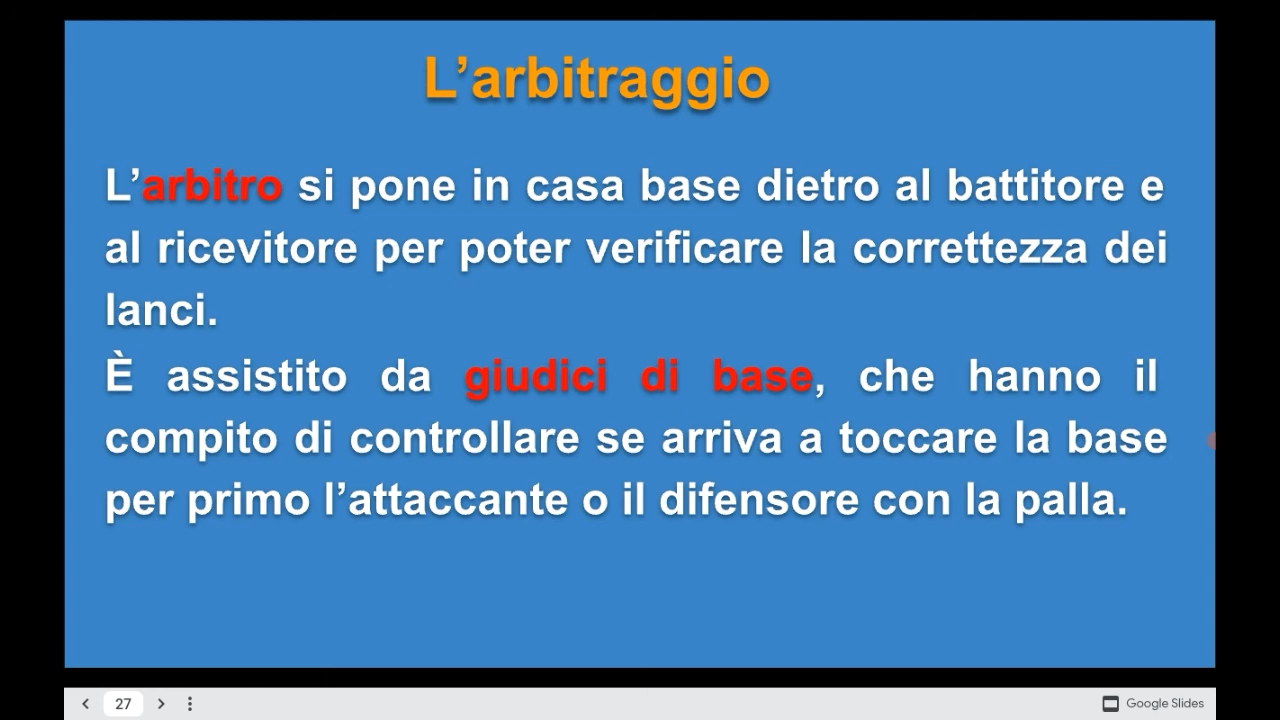 L’arbitraggio
L’arbitro si pone in casa base dietro al battitore e
al ricevitore per poter verificare la correttezza dei
lanci.
È assistito da giudici di base, che hanno il
compito di controllare se arriva a toccare la base
per primo l’attaccante o il difensore con la palla.
27
Google Slides